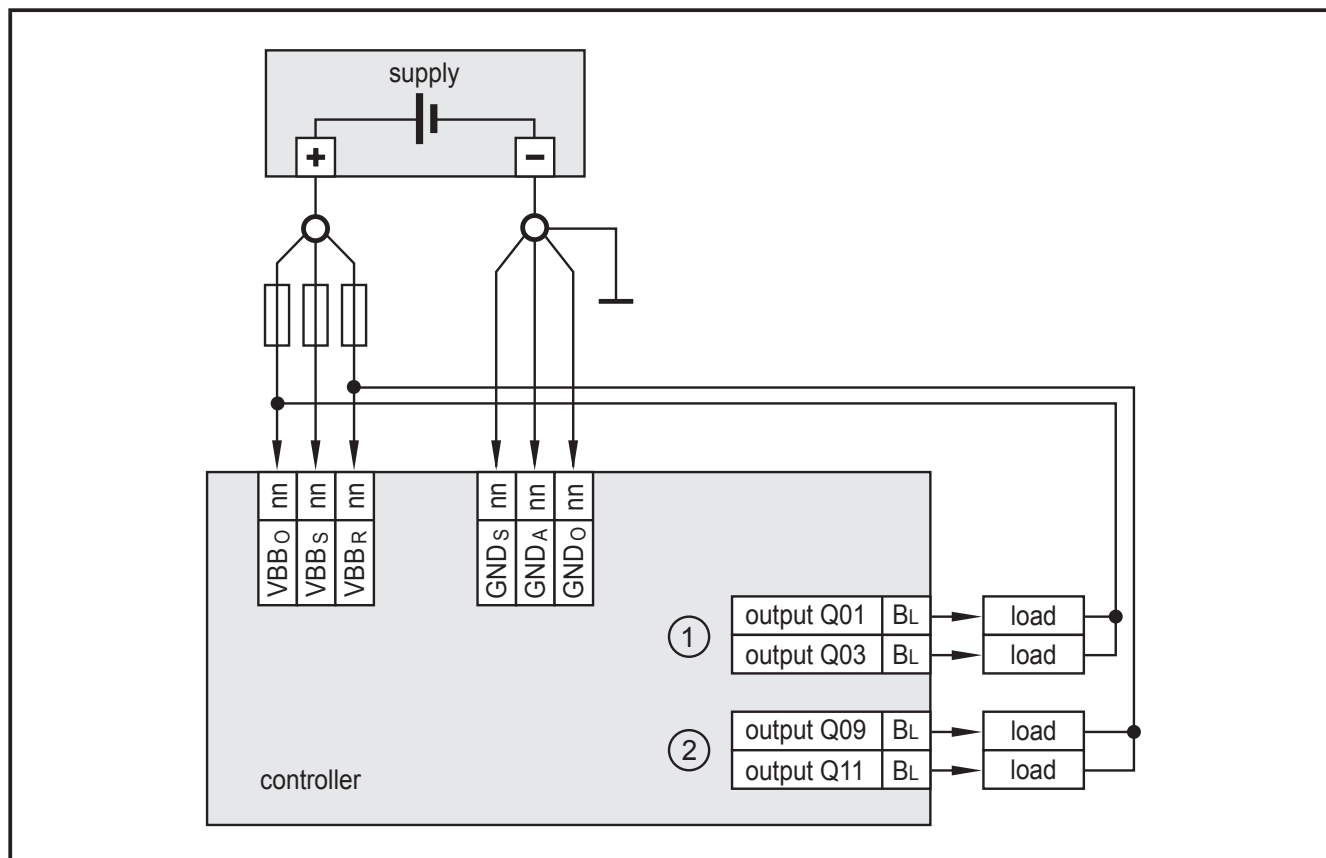 supply
+ −
nn nn nn nn nn nn
VBBO VBBS VBBR GNDS GNDA GNDO
1
output Q01 BL load
output Q03 BL load
2
output Q09 BL load
output Q11 BL load
controller